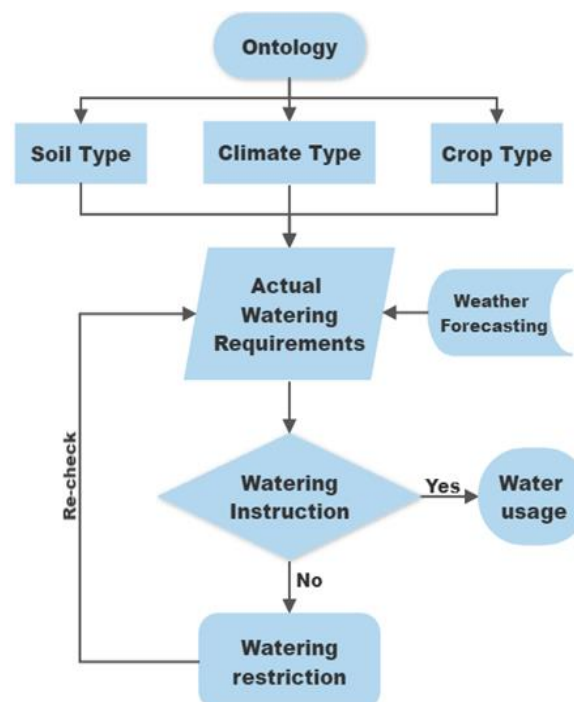 Ontology
Soil Type
Climate Type
Crop Type
Actual
Watering
Requirements
Weather
Forecasting
Re-check
Watering
Instruction
Yes
Water
usage
No
Watering
restriction